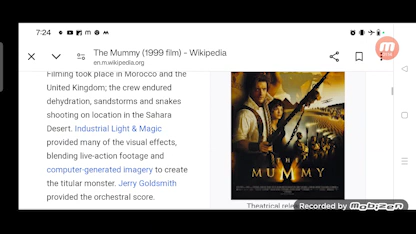 7:24
The Mummy (1999 film) - Wikipedia
en.m.wikipedia.org
Filming took place in Morocco and the
United Kingdom; the crew endured
dehydration, sandstorms and snakes
shooting on location in the Sahara
Desert. Industrial Light & Magic
provided many of the visual effects,
blending live-action footage and
computer-generated imagery to create
the titular monster. Jerry Goldsmith
provided the orchestral score.
THE
MUMMY
Theatrical rele
Recorded by mobizen